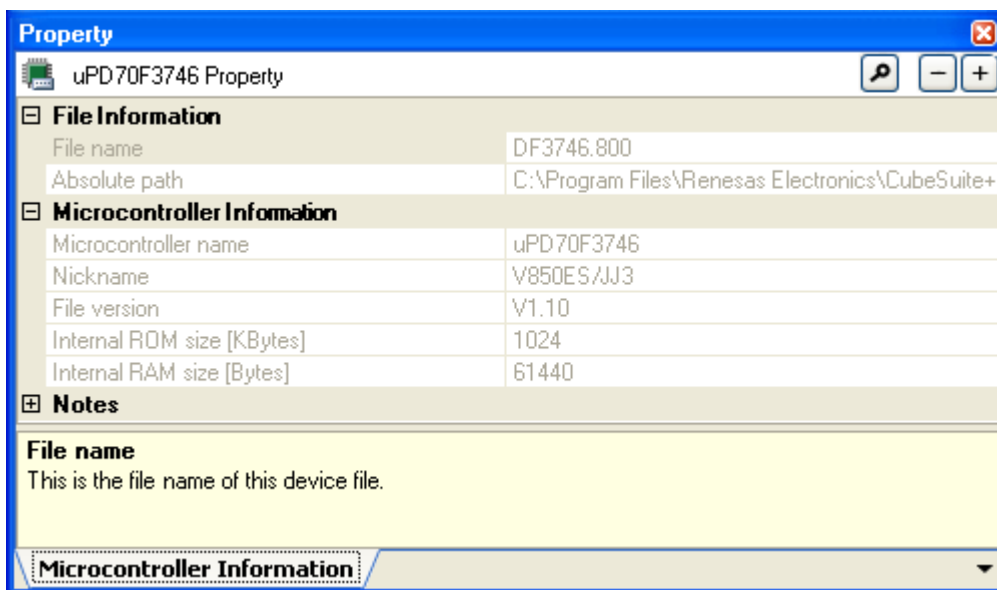 Property
uPD70F3746 Property
File Information
File name DF3746.800
Absolute path C:\Program Files\Renesas Electronics\CubeSuite+
Microcontroller Information
Microcontroller name uPD70F3746
Nickname V850ES/JJ3
File version V1.10
Internal ROM size [KBytes] 1024
Internal RAM size [Bytes] 61440
Notes
File name
This is the file name of this device file.
Microcontroller Information